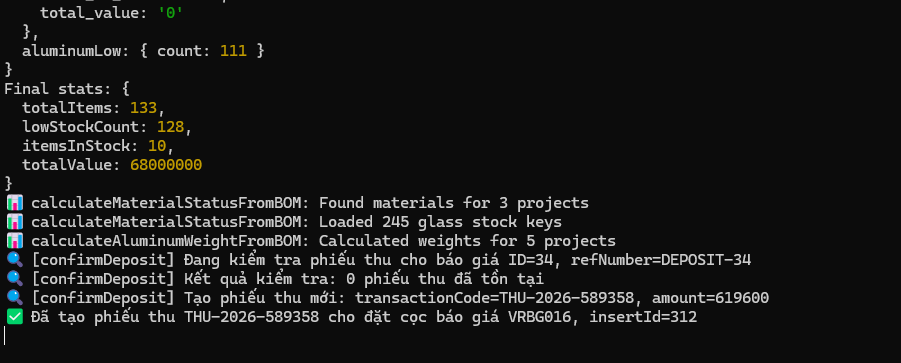 total_value: '0'
},
aluminumLow: { count: 111 }
}
Final stats: {
totalItems: 133,
lowStockCount: 128,
itemsInStock: 10,
totalValue: 68000000
}
calculateMaterialStatusFromBOM: Found materials for 3 projects
calculateMaterialStatusFromBOM: Loaded 245 glass stock keys
calculateAluminumWeightFromBOM: Calculated weights for 5 projects
[confirmDeposit] Đang kiểm tra phiếu thu cho báo giá ID=34, refNumber=DEPOSIT-34
[confirmDeposit] Kết quả kiểm tra: 0 phiếu thu đã tồn tại
[confirmDeposit] Tạo phiếu thu mới: transactionCode=THU-2026-589358, amount=619600
Đã tạo phiếu thu THU-2026-589358 cho đặt cọc báo giá VRBG016, insertId=312